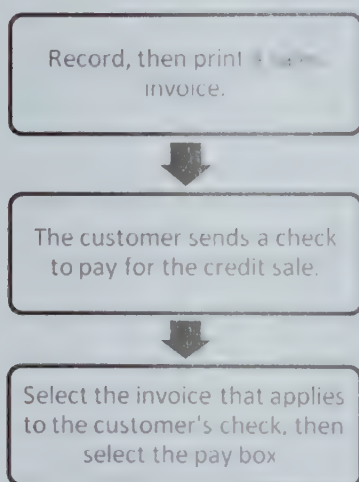 Record, then print
invoice.
The customer sends a check
to pay for the credit sale.
Select the invoice that applies
to the customer's check, then
select the pay box